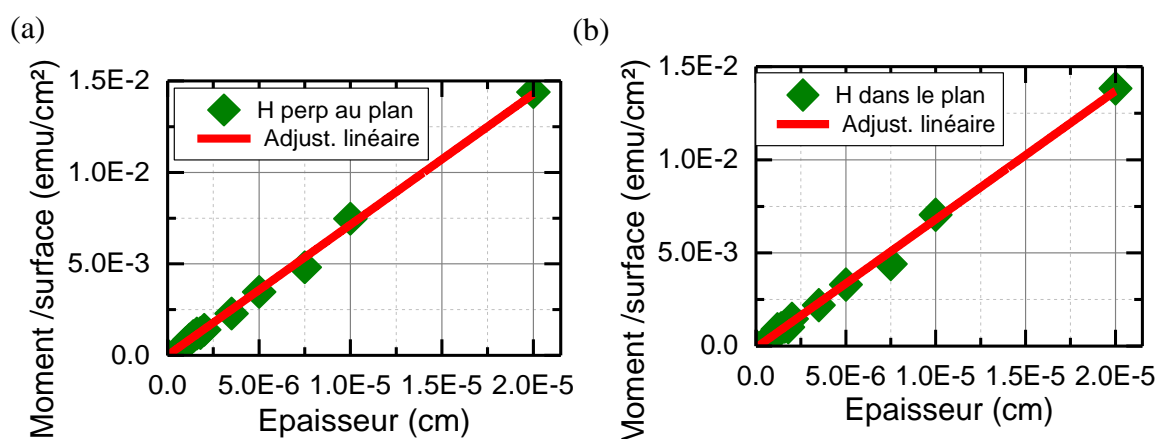 (a)
Moment /surface (emu/cm²)
1.5E-2
1.0E-2
5.0E-3
0.0
H perp au plan
Adjust. linéaire
0.0 5.0E-6 1.0E-5 1.5E-5 2.0E-5
Epaisseur (cm)
(b)
Moment /surface (emu/cm²)
1.5E-2
1.0E-2
5.0E-3
0.0
H dans le plan
Adjust. linéaire
0.0 5.0E-6 1.0E-5 1.5E-5 2.0E-5
Epaisseur (cm)